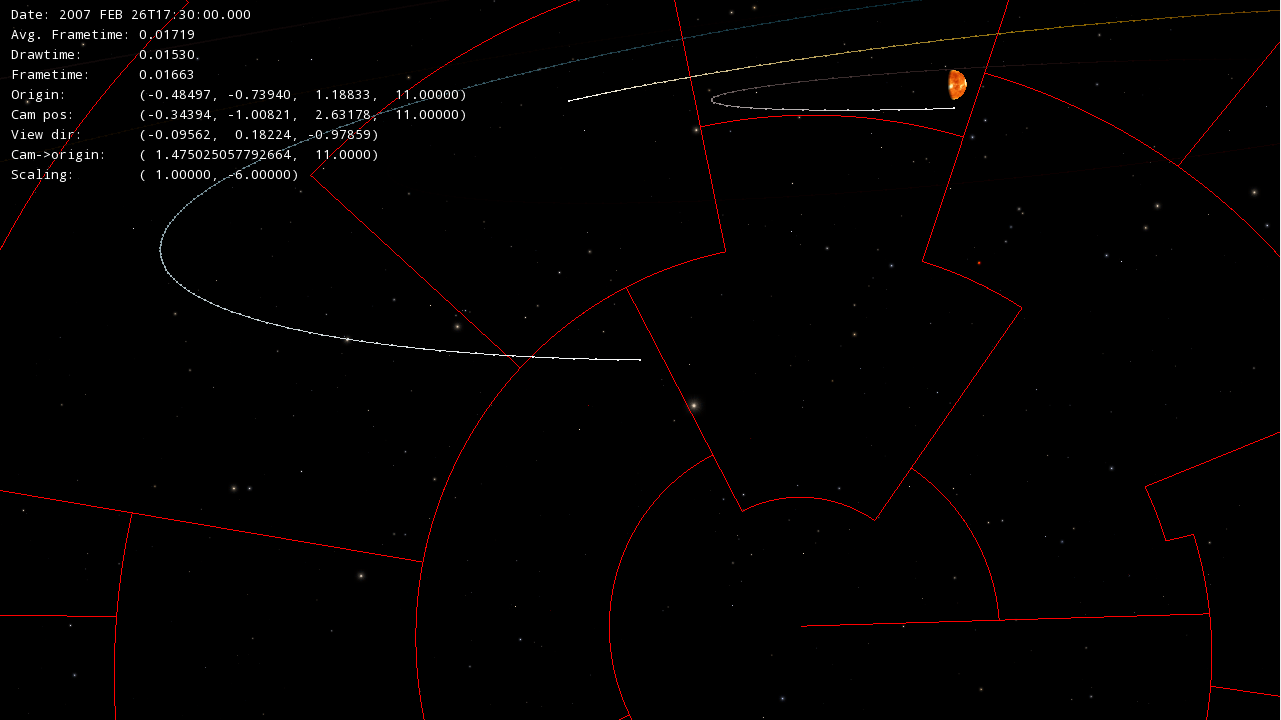 Date: 2007 FEB 26T17:30:00.000
Avg. Frametime: 0.01719
Drawtime: 0.01530
Frametime: 0.01663
Origin: (-0.48497, -0.73940, 1.18833, 11.00000)
Cam pos: (-0.34394, -1.00821, 2.63178, 11.00000)
View dir: (-0.09562, 0.18224, -0.97859)
Cam->origin: ( 1.475025057792664, 11.0000)
Scaling: ( 1.00000, -6.00000)